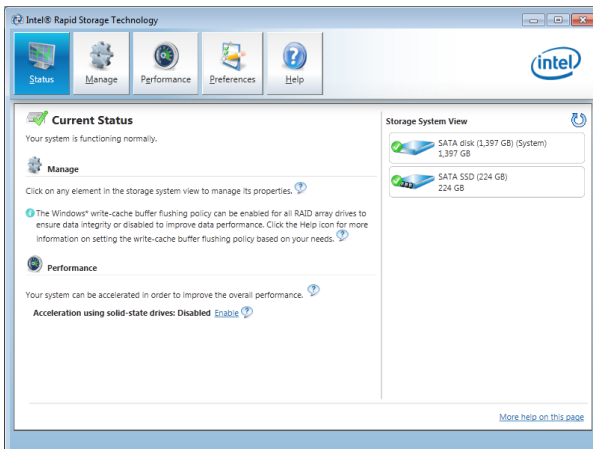 Intel® Rapid Storage Technology
Status
Manage
Performance
Preferences
Help
intel
Current Status
Your system is functioning normally.
Manage
Click on any element in the storage system view to manage its properties.
The Windows* write-cache buffer flushing policy can be enabled for all RAID array drives to
ensure data integrity or disabled to improve data performance. Click the Help icon for more
information on setting the write-cache buffer flushing policy based on your needs.
Performance
Your system can be accelerated in order to improve the overall performance.
Acceleration using solid-state drives: Disabled Enable
Storage System View
SATA disk (1,397 GB) (System)
1,397 GB
SATA SSD (224 GB)
224 GB
More help on this page